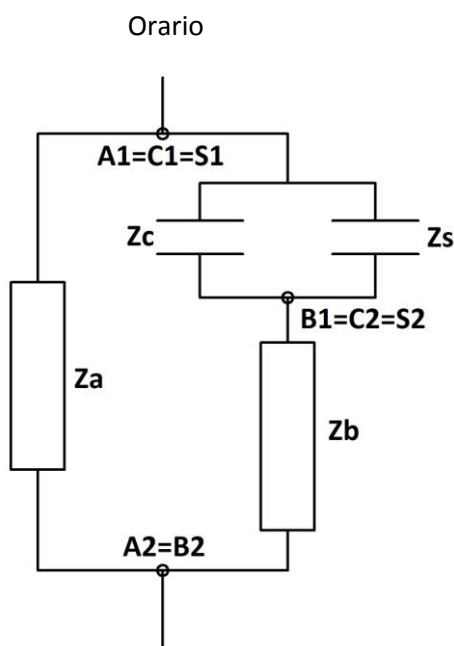 Orario
A1=C1=S1
Zc
Zs
B1=C2=S2
Za
Zb
A2=B2